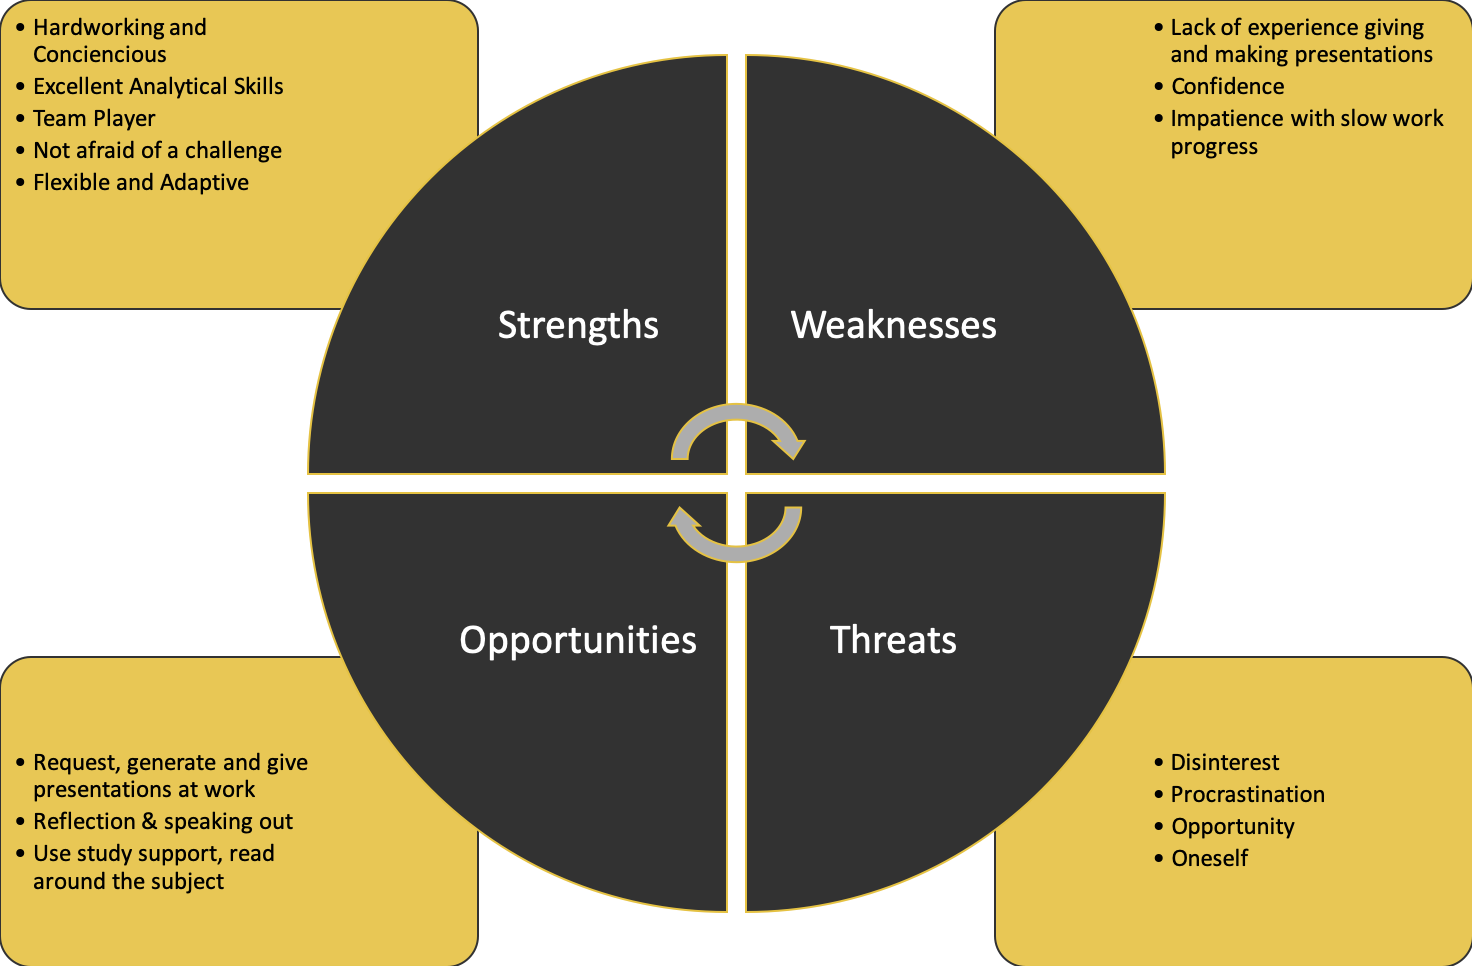 • Hardworking and
Conciencious
• Excellent Analytical Skills
• Team Player
• Not afraid of a challenge
• Flexible and Adaptive
• Lack of experience giving
and making presentations
• Confidence
• Impatience with slow work
progress
Strengths
Weaknesses
Opportunities
Threats
• Request, generate and give
presentations at work
• Reflection & speaking out
• Use study support, read
around the subject
• Disinterest
• Procrastination
• Opportunity
• Oneself